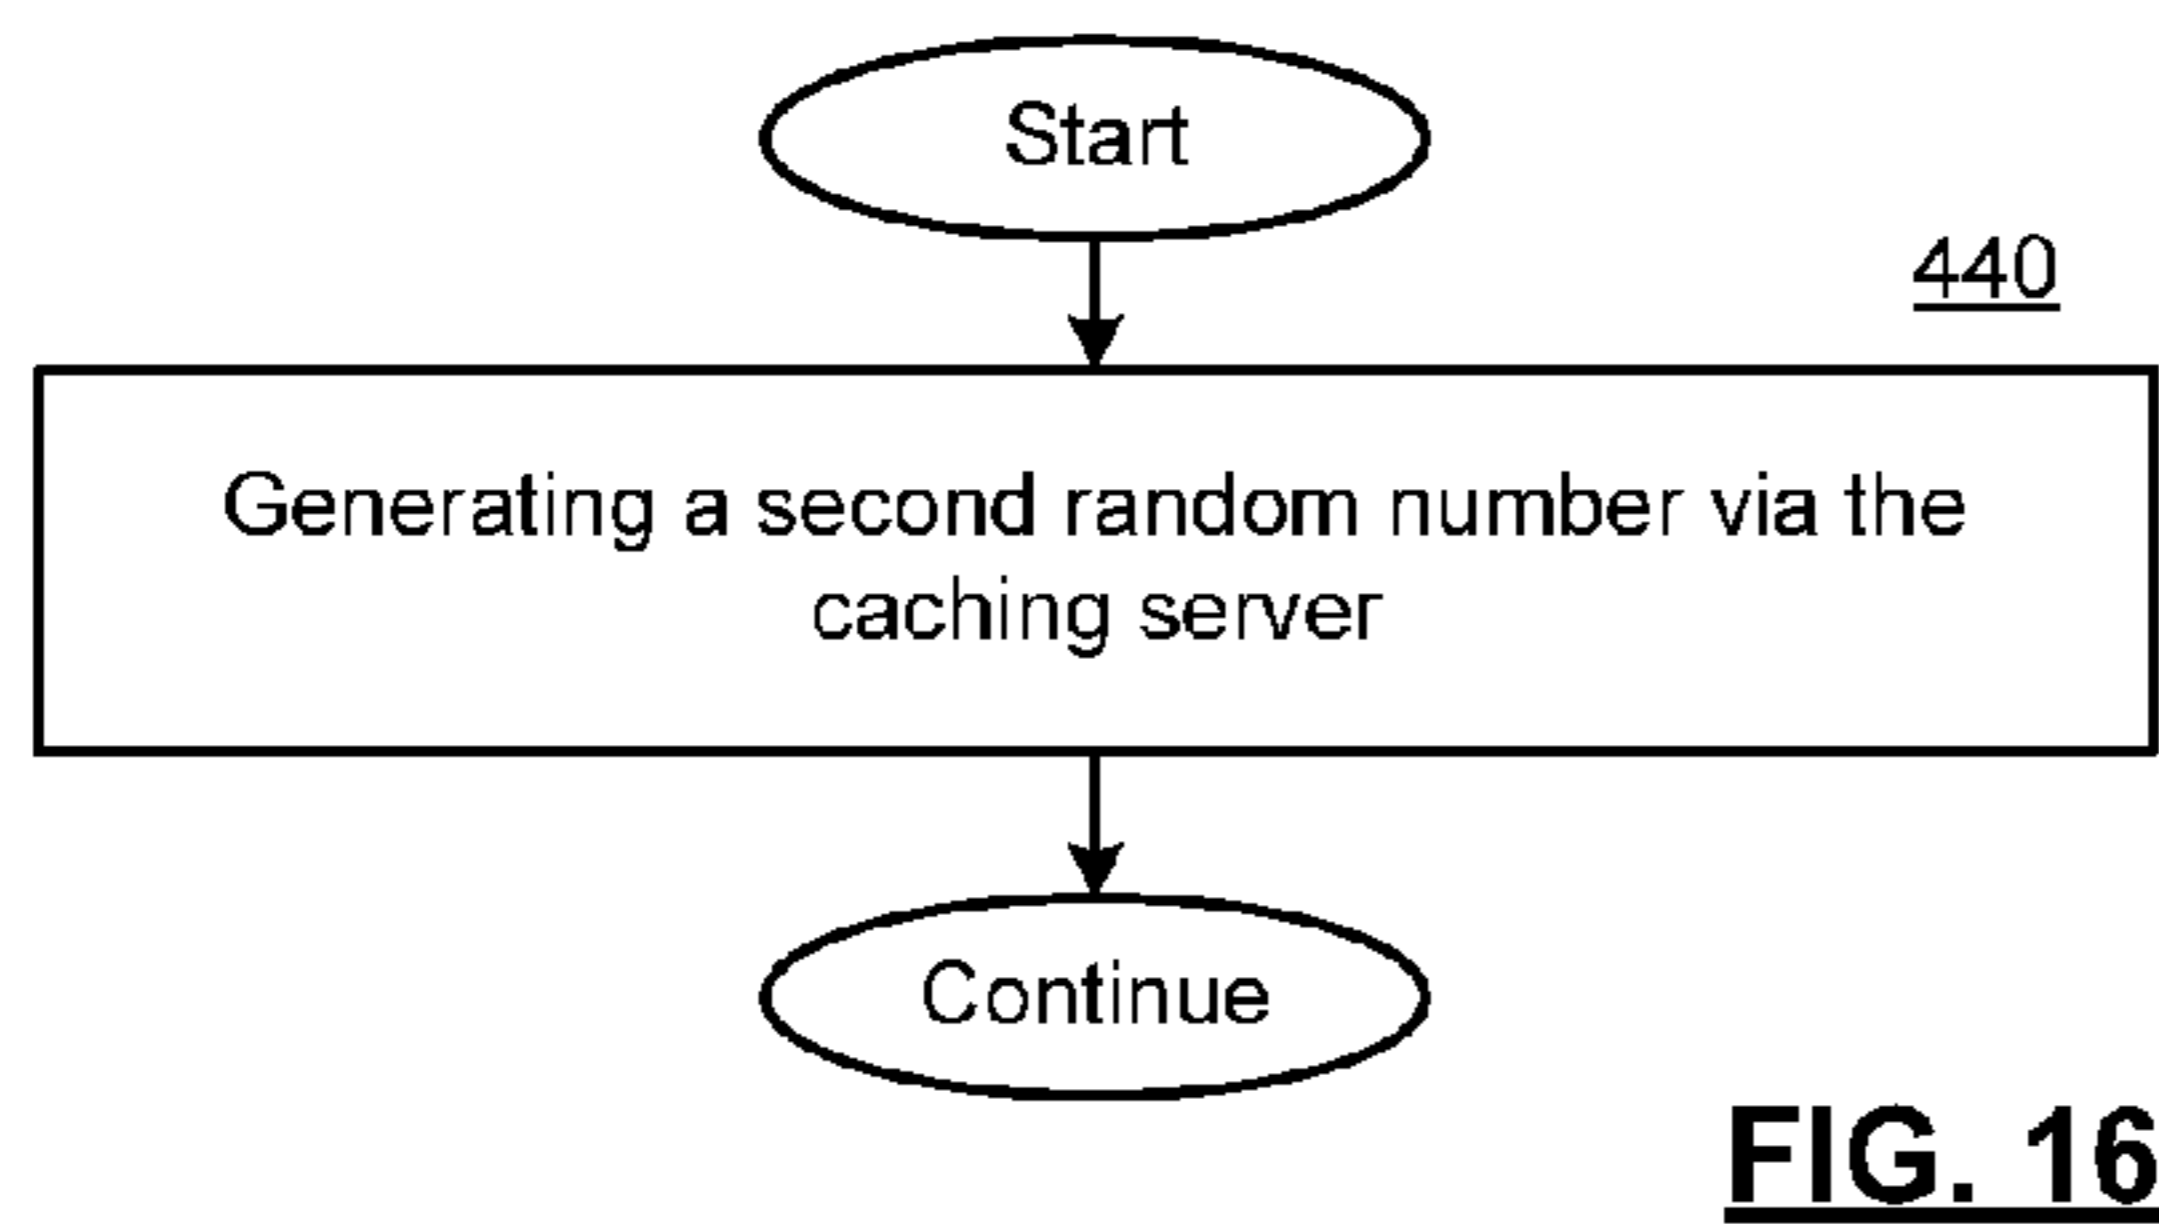 Start
440
Generating a second random number via the
caching server
Continue
FIG. 16